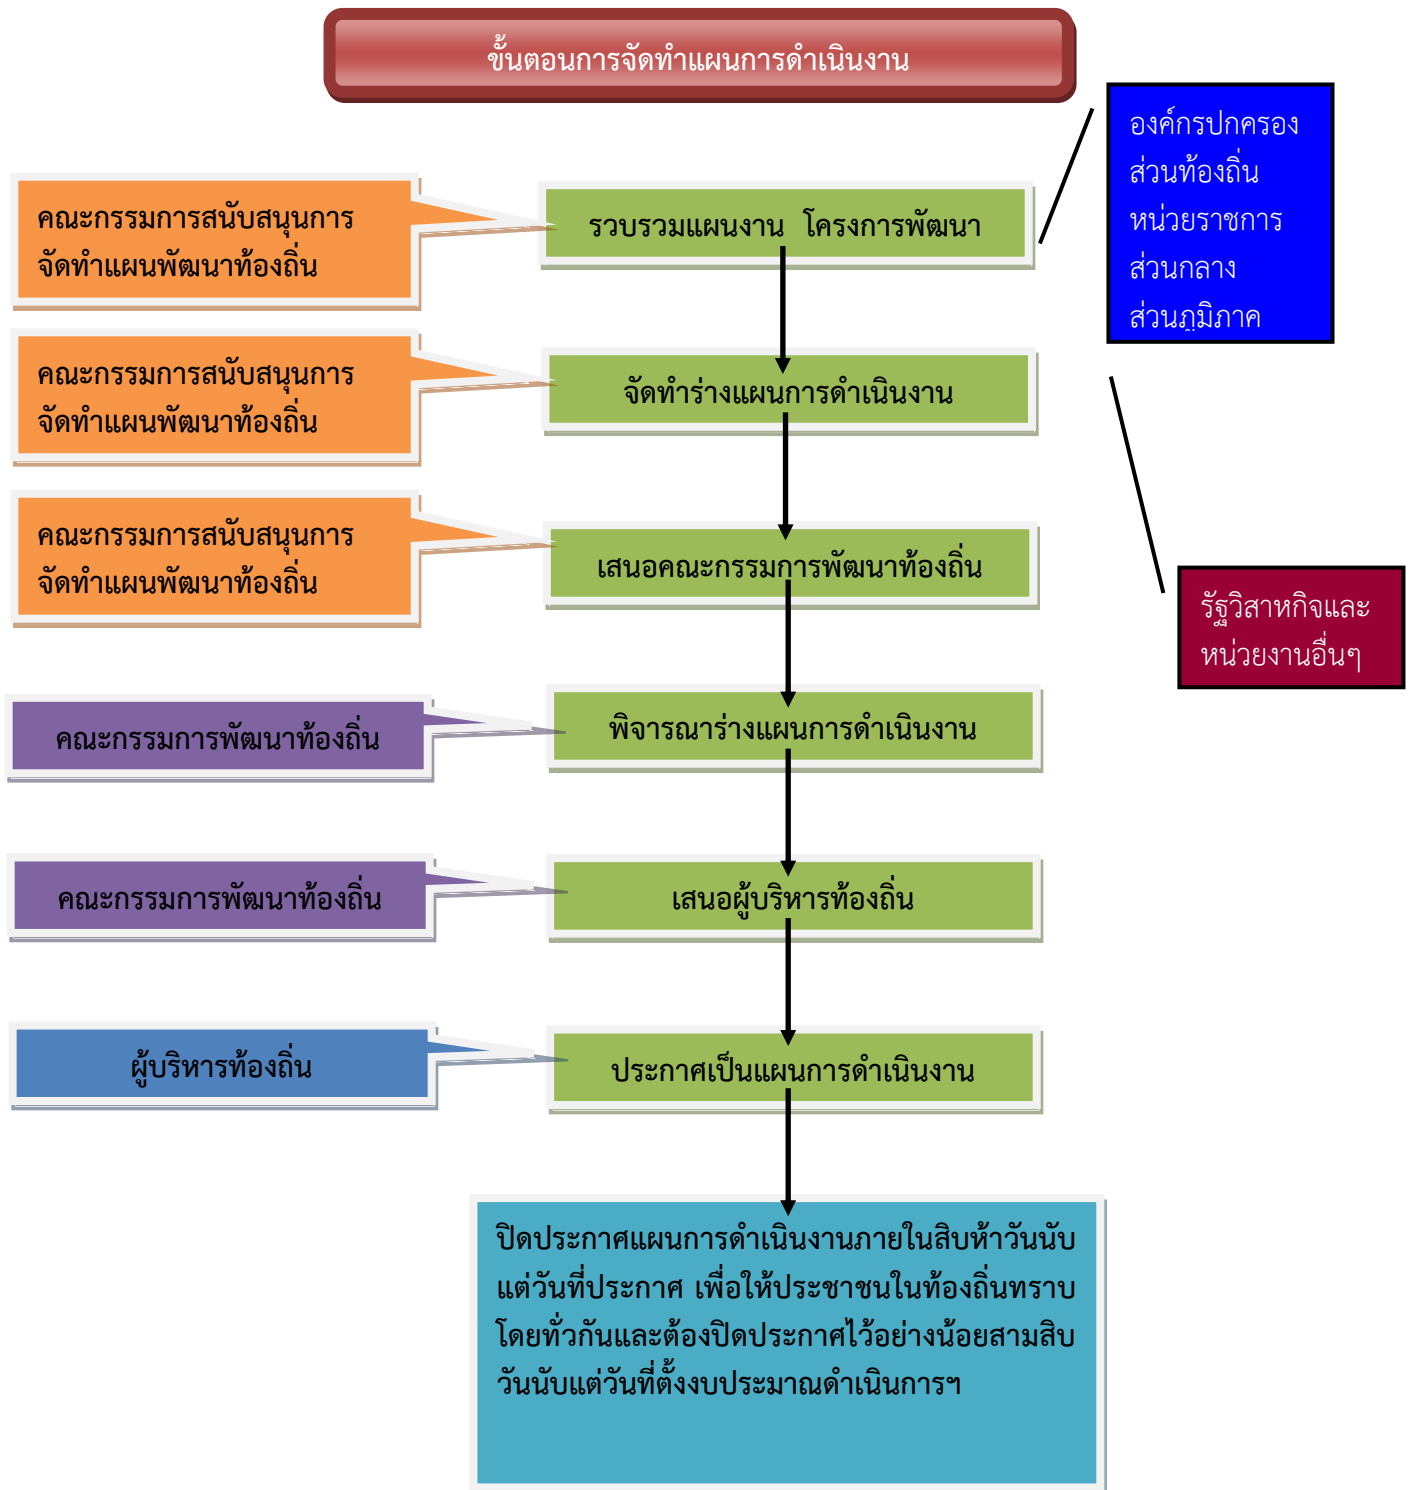 ขั้นตอนการจัดทำแผนการดำเนินงาน
องค์กรปกครอง
ส่วนท้องถิ่น
หน่วยราชการ
ส่วนกลาง
ส่วนภูมิภาค
คณะกรรมการสนับสนุนการ
จัดทำแผนพัฒนาท้องถิ่น
รวบรวมแผนงาน โครงการพัฒนา
คณะกรรมการสนับสนุนการ
จัดทำแผนพัฒนาท้องถิ่น
จัดทำร่างแผนการดำเนินงาน
คณะกรรมการสนับสนุนการ
จัดทำแผนพัฒนาท้องถิ่น
เสนอคณะกรรมการพัฒนาท้องถิ่น
รัฐวิสาหกิจและ
หน่วยงานอื่นๆ
คณะกรรมการพัฒนาท้องถิ่น
พิจารณาร่างแผนการดำเนินงาน
คณะกรรมการพัฒนาท้องถิ่น
เสนอผู้บริหารท้องถิ่น
ผู้บริหารท้องถิ่น
ประกาศเป็นแผนการดำเนินงาน
ปิดประกาศแผนการดำเนินงานภายในสิบห้าวันนับ
แต่วันที่ประกาศ เพื่อให้ประชาชนในท้องถิ่นทราบ
โดยทั่วกันและต้องปิดประกาศไว้อย่างน้อยสามสิบ
วันนับแต่วันที่ตั้งงบประมาณดำเนินการฯ